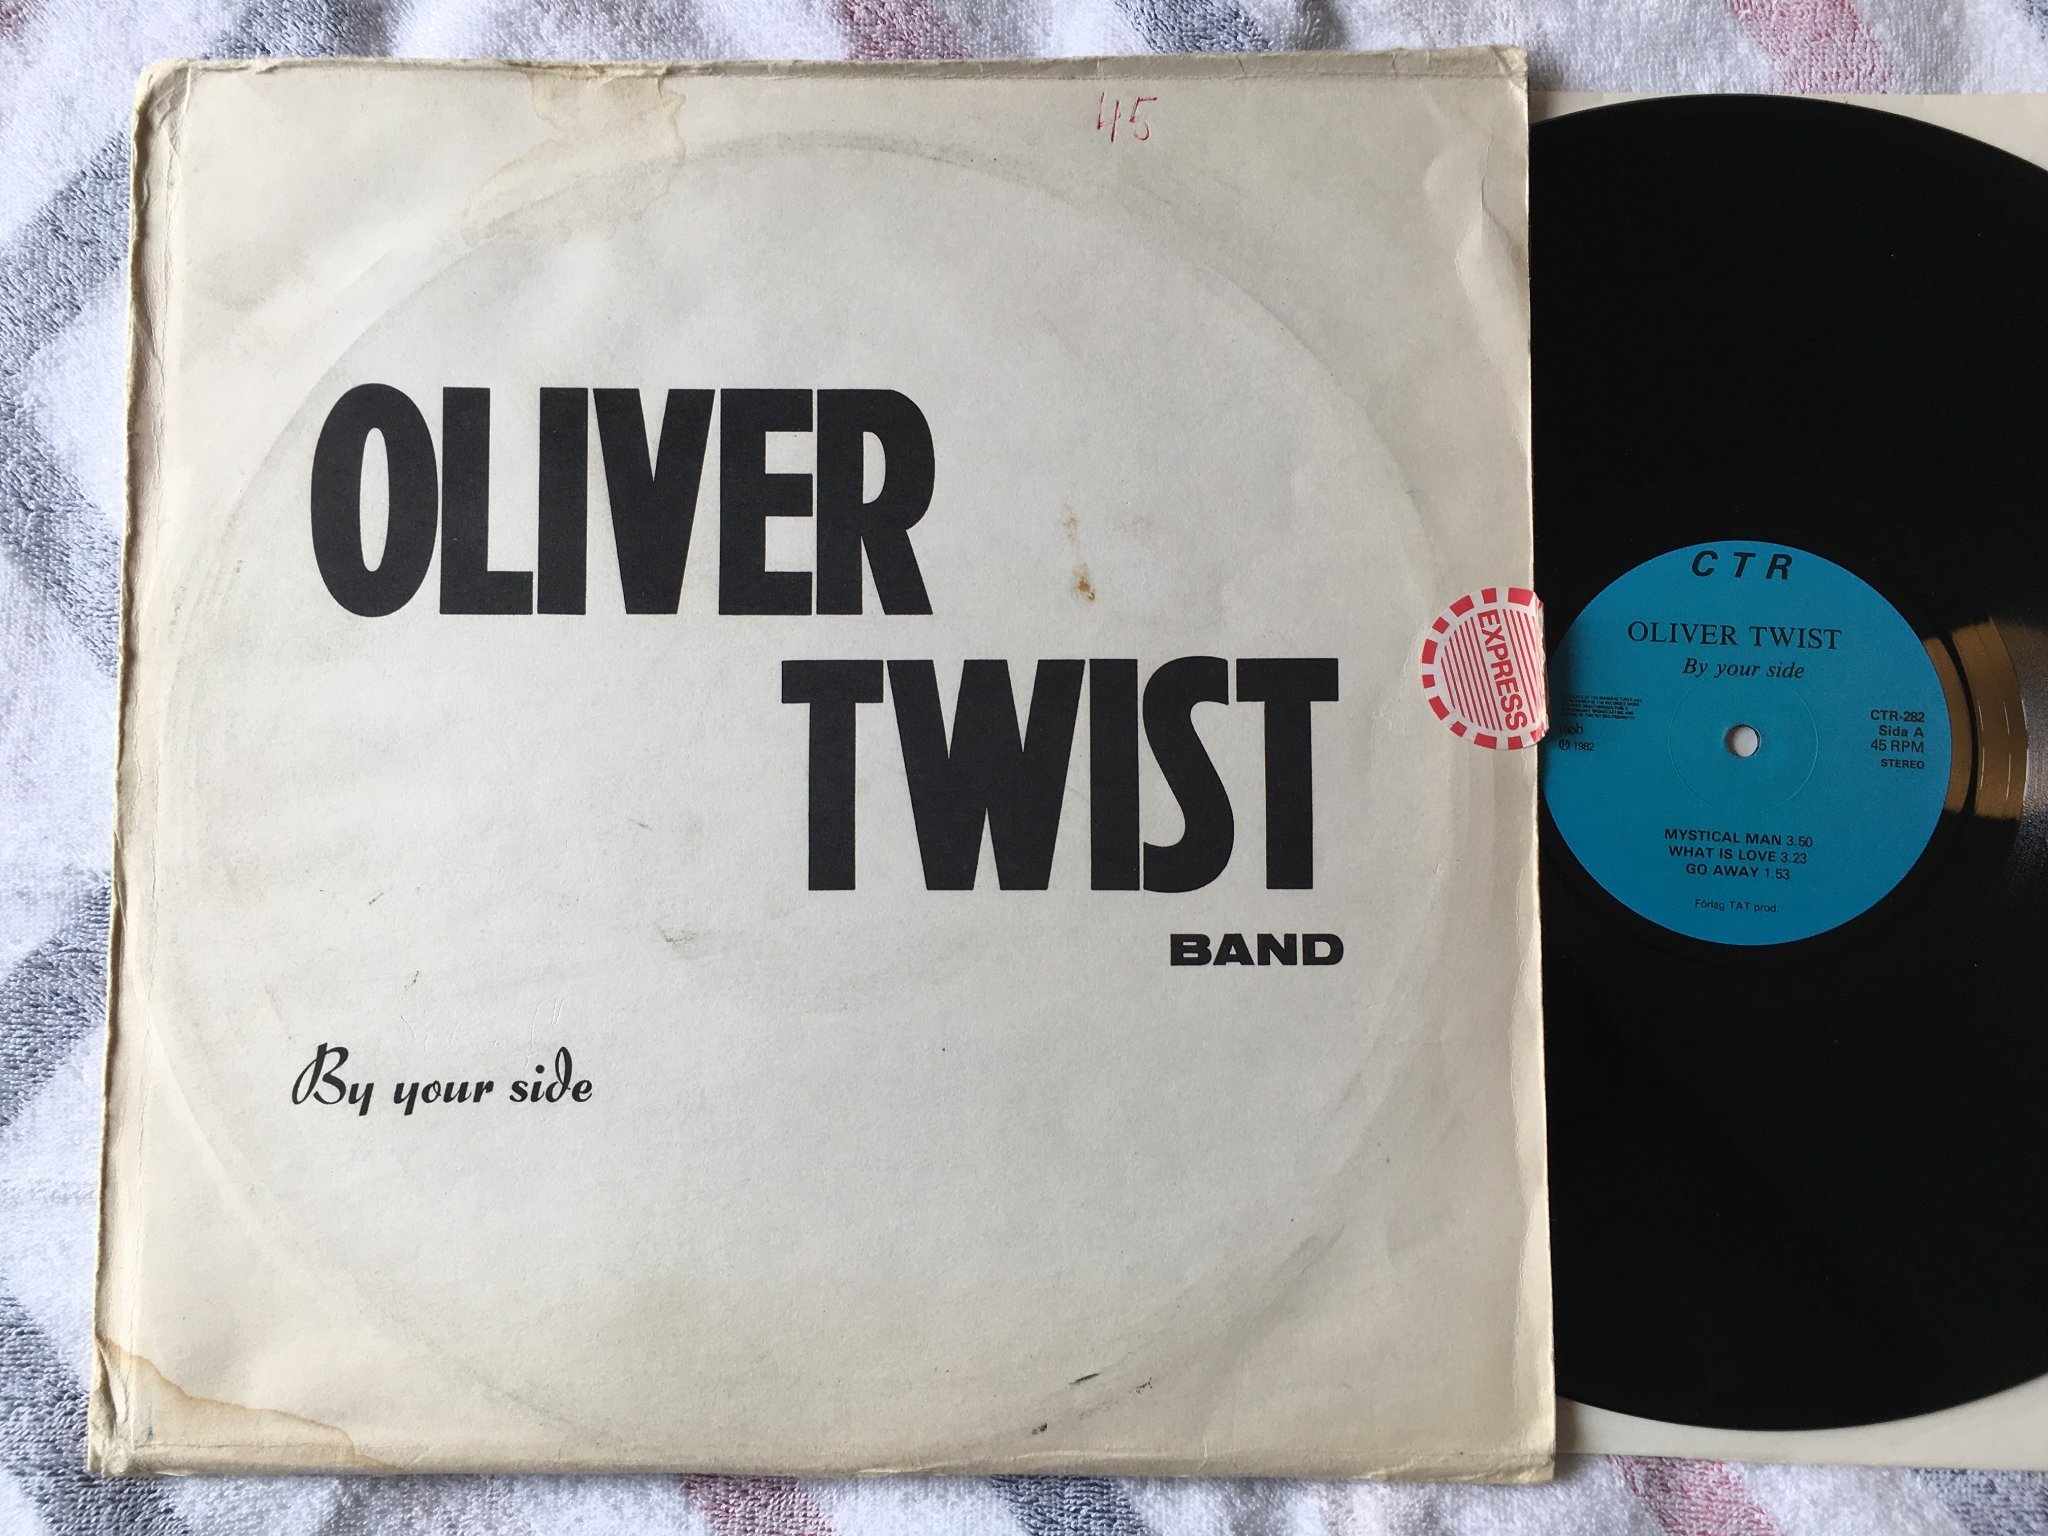 45
OLIVER
TWIST
BAND
By your side
EXPRESS
CTR
OLIVER TWIST
By your side
CTR-282
Sida A
45 RPM
STEREO
ncb
℗ 1982
MYSTICAL MAN 3.50
WHAT IS LOVE 3.23
GO AWAY 1.53
Förlag TAT prod.